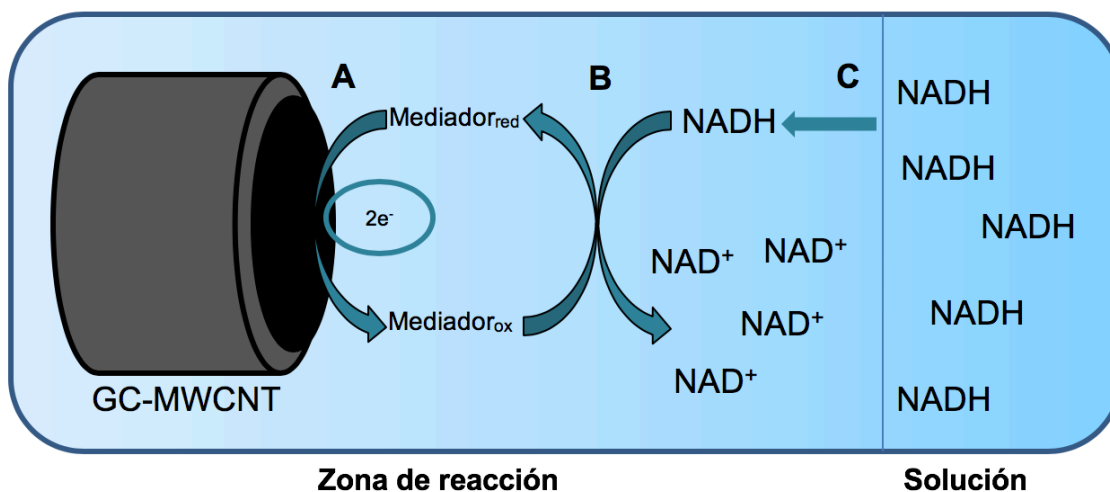 A
B
C
Mediadorred
NADH
NADH
NADH
NADH
2e-
NAD+
NAD+
NAD+
NAD+
Mediadorox
NADH
NADH
GC-MWCNT
Zona de reacción
Solución